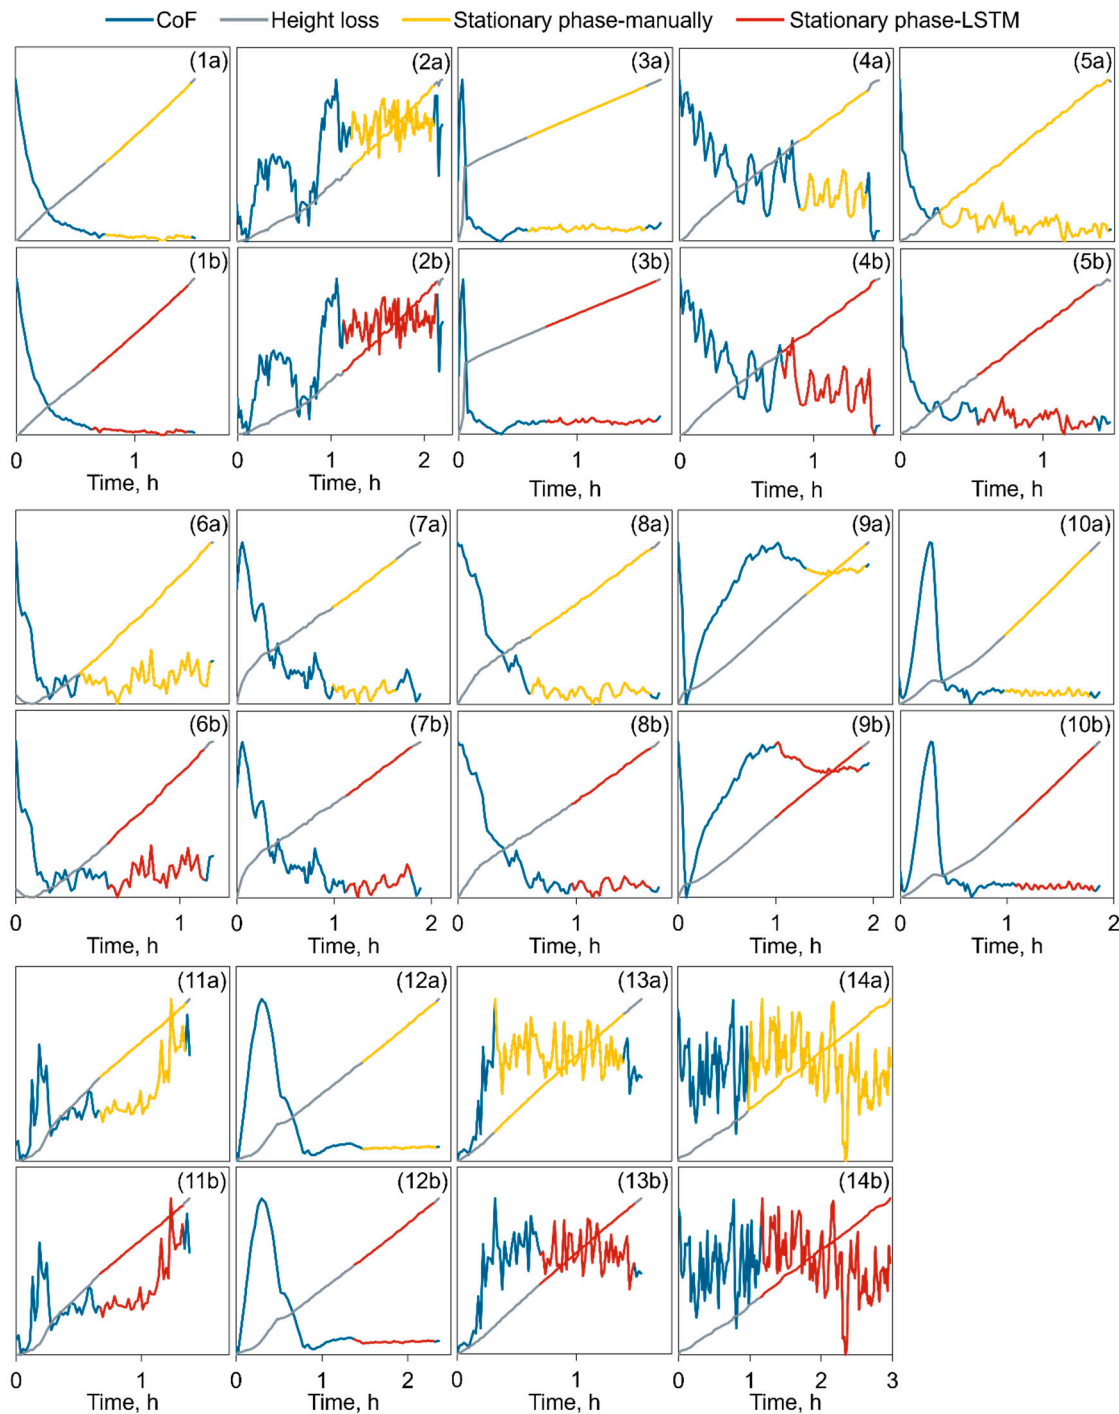 CoF Height loss Stationary phase-manually Stationary phase-LSTM
(1a) (2a) (3a) (4a) (5a)
(1b) (2b) (3b) (4b) (5b)
0 1 0 1 2 1 1 1
Time, h Time, h Time, h Time, h Time, h
(6a) (7a) (8a) (9a) (10a)
(6b) (7b) (8b) (9b) (10b)
0 1 0 1 2 0 1 0 1 2 0 1 2
Time, h Time, h Time, h Time, h Time, h
(11a) (12a) (13a) (14a)
(11b) (12b) (13b) (14b)
0 1 0 1 2 0 1 0 1 2 3
Time, h Time, h Time, h Time, h